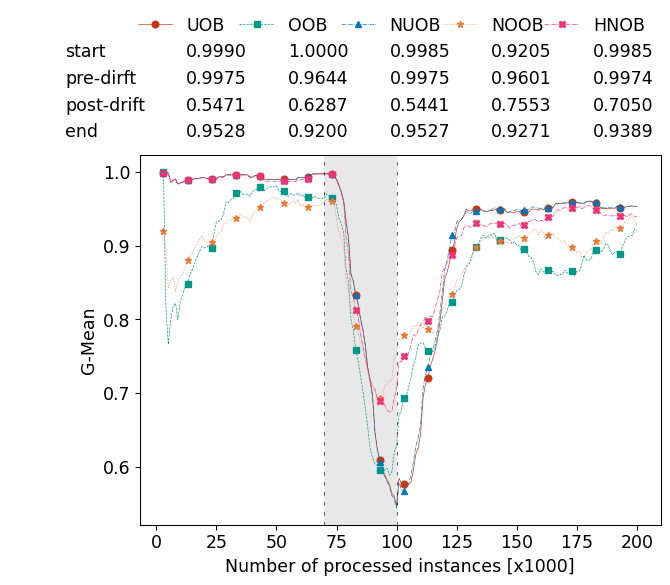 UOB OOB NUOB NOOB HNOB
start 0.9990 1.0000 0.9985 0.9205 0.9985
pre-dirft 0.9975 0.9644 0.9975 0.9601 0.9974
post-drift 0.5471 0.6287 0.5441 0.7553 0.7050
end 0.9528 0.9200 0.9527 0.9271 0.9389
1.0
0.9
0.8
0.7
0.6
G-Mean
0 25 50 75 100 125 150 175 200
Number of processed instances [x1000]